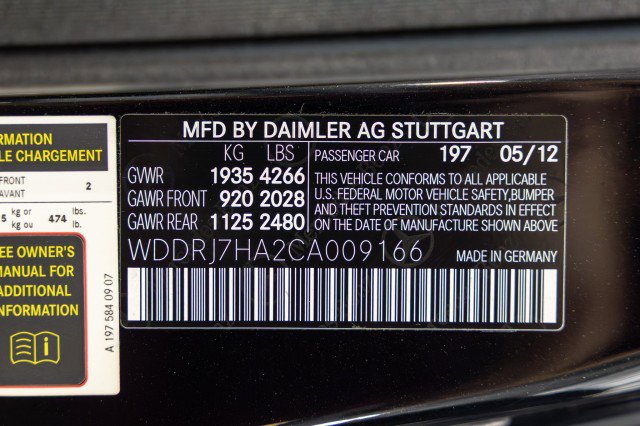 RMATION
LE CHARGEMENT
FRONT 2
AVANT
5 kg or 474 lbs.
kg ou lb.
EE OWNER'S
MANUAL FOR
ADDITIONAL
INFORMATION
A 197 584 09 07
MFD BY DAIMLER AG STUTTGART
KG LBS
GWR 1935 4266
GAWR FRONT 920 2028
GAWR REAR 1125 2480
PASSENGER CAR 197 05/12
THIS VEHICLE CONFORMS TO ALL APPLICABLE
U.S. FEDERAL MOTOR VEHICLE SAFETY, BUMPER
AND THEFT PREVENTION STANDARDS IN EFFECT
ON THE DATE OF MANUFACTURE SHOWN ABOVE.
WDDRJ7HA2CA009166 MADE IN GERMANY